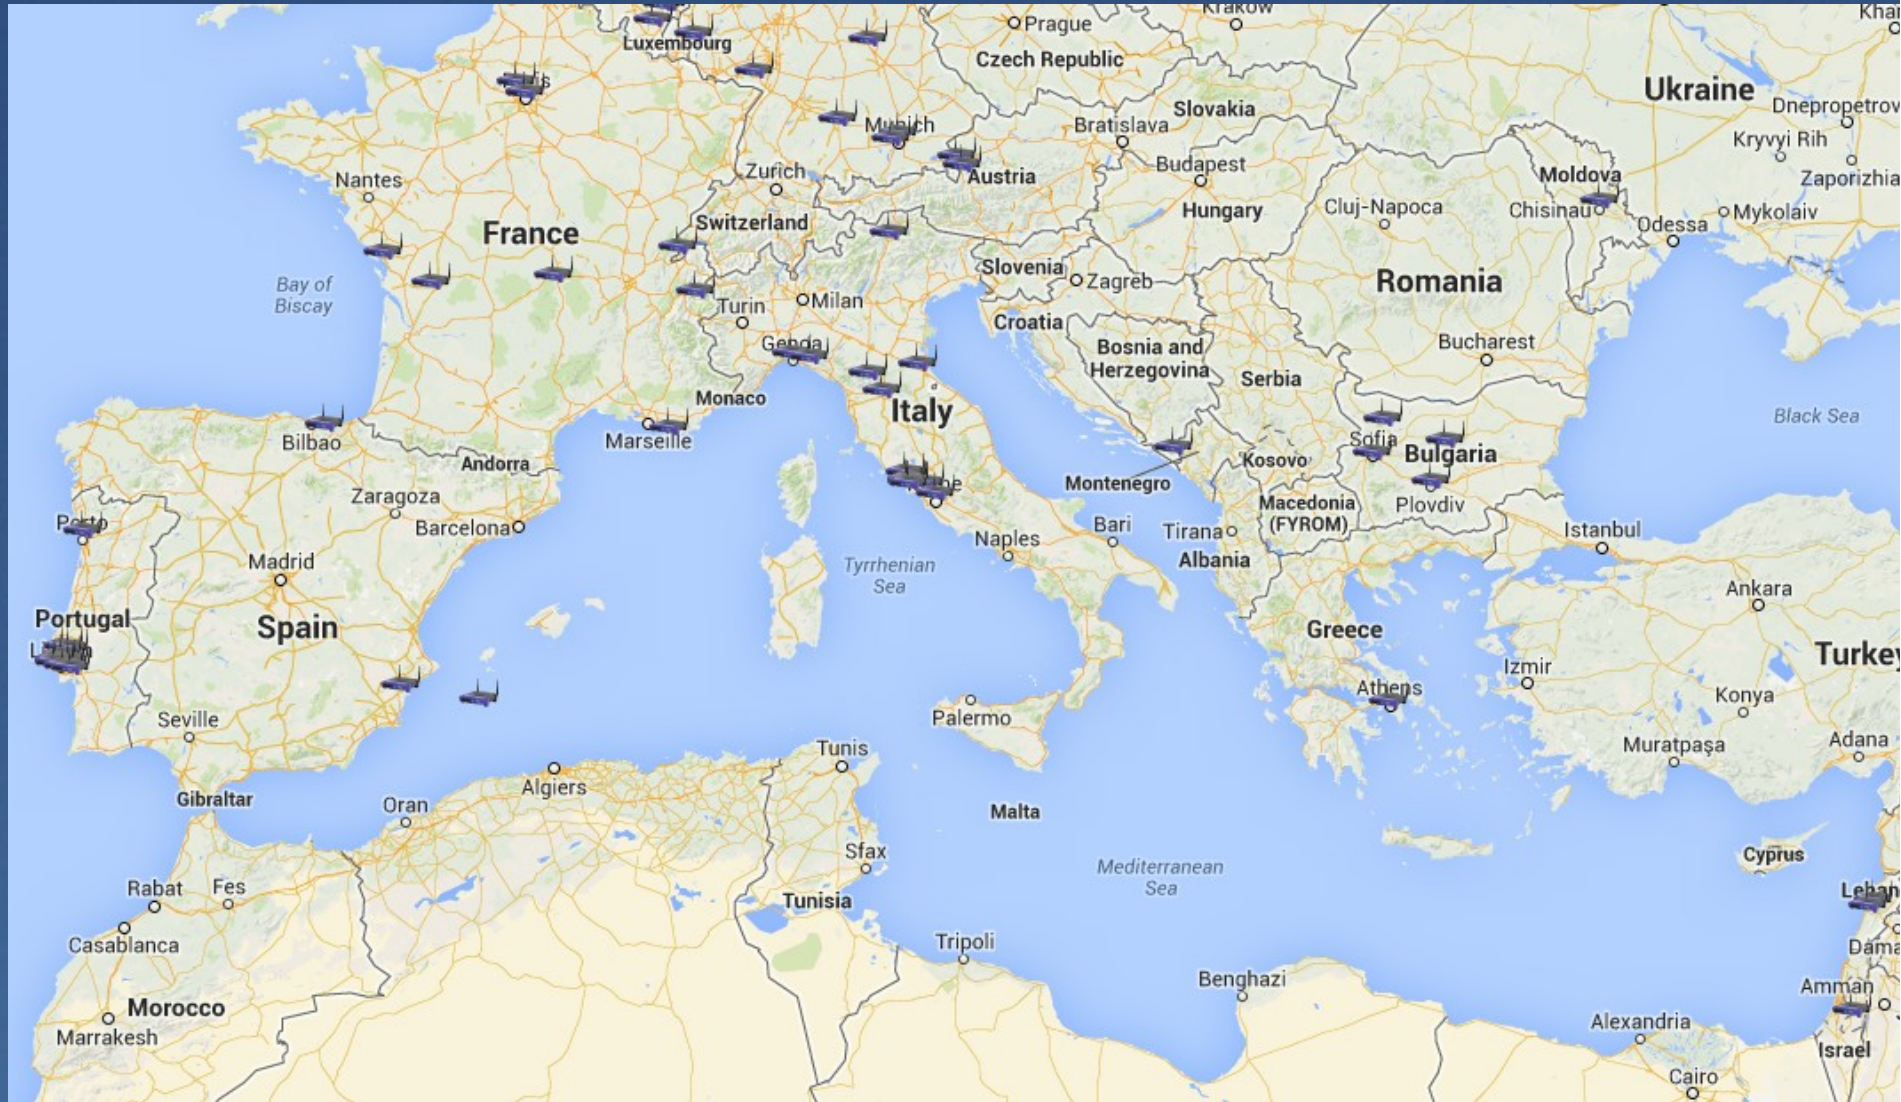 Prague
Krakow
Luxembourg
Czech Republic
Ukraine
Slovakia
Dnepropetrov
Munich
Bratislava
Kryvyi Rih
Budapest
Zurich
Austria
Moldova
Zaporizhia
Nantes
Switzerland
Hungary
Cluj-Napoca
Chisinau
Mykolaiv
Odessa
France
Slovenia
Zagreb
Romania
Bay of
Biscay
Turin
Milan
Croatia
Genoa
Bucharest
Bosnia and
Herzegovina
Serbia
Monaco
Italy
Black Sea
Bilbao
Marseille
Sofia
Bulgaria
Andorra
Kosovo
Montenegro
Zaragoza
Macedonia
(FYROM)
Plovdiv
Porto
Barcelona
Bari
Tirana
Istanbul
Naples
Albania
Madrid
Tyrrhenian
Sea
Ankara
Portugal
Spain
Greece
Turkey
Izmir
Athens
Konya
Seville
Palermo
Muratpaşa
Adana
Tunis
Algiers
Gibraltar
Oran
Malta
Sfax
Cyprus
Mediterranean
Sea
Rabat
Fes
Leban
Tunisia
Casablanca
Tripoli
Dama
Benghazi
Amman
Morocco
Marrakesh
Alexandria
Israel
Cairo